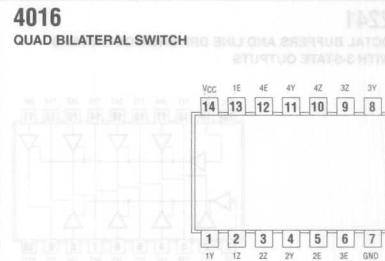 4016
QUAD BILATERAL SWITCH
VCC 1E 4E 4Y 4Z 3Z 3Y
14 13 12 11 10 9 8
1 2 3 4 5 6 7
1Y 1Z 2Z 2Y 2E 3E GND